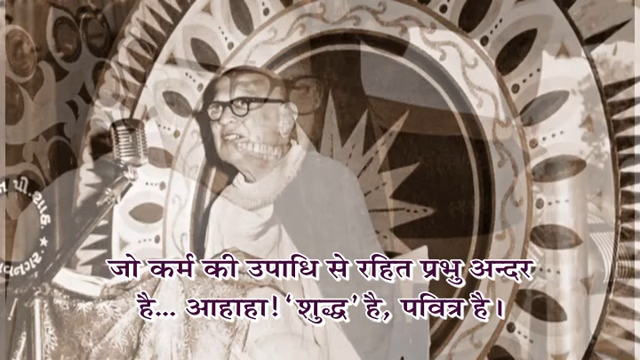 जो कर्म की उपाधि से रहित प्रभु अन्दर
है... आहाहा! ‘शुद्ध’ है, पवित्र है।